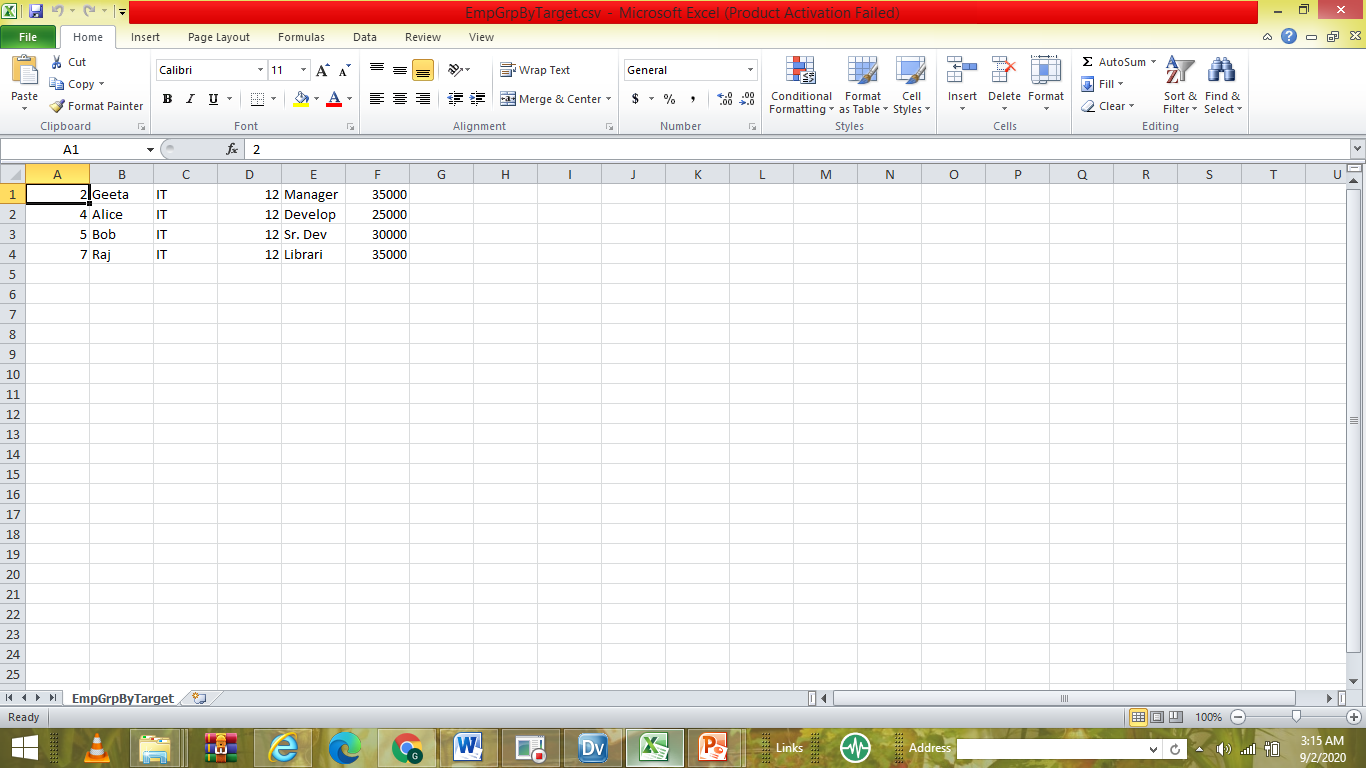 EmpGrpByTarget.csv - Microsoft Excel (Product Activation Failed)
File Home Insert Page Layout Formulas Data Review View
Paste Cut Copy Format Painter Clipboard
Calibri 11 B I U A A A Font
Wrap Text Merge & Center Alignment
General $ % , .0 .00 .00 .0 Number
Conditional Formatting Format as Table Cell Styles Styles
Insert Delete Format Cells
Σ AutoSum Fill Clear Sort & Filter Find & Select Editing
A1 fx 2
A B C D E F G H I J K L M N O P Q R S T U
1 2 Geeta IT 12 Manager 35000
2 4 Alice IT 12 Develop 25000
3 5 Bob IT 12 Sr. Dev 30000
4 7 Raj IT 12 Librari 35000
5
6
7
8
9
10
11
12
13
14
15
16
17
18
19
20
21
22
23
24
25
EmpGrpByTarget
Ready 100%
Links Address 3:15 AM
9/2/2020